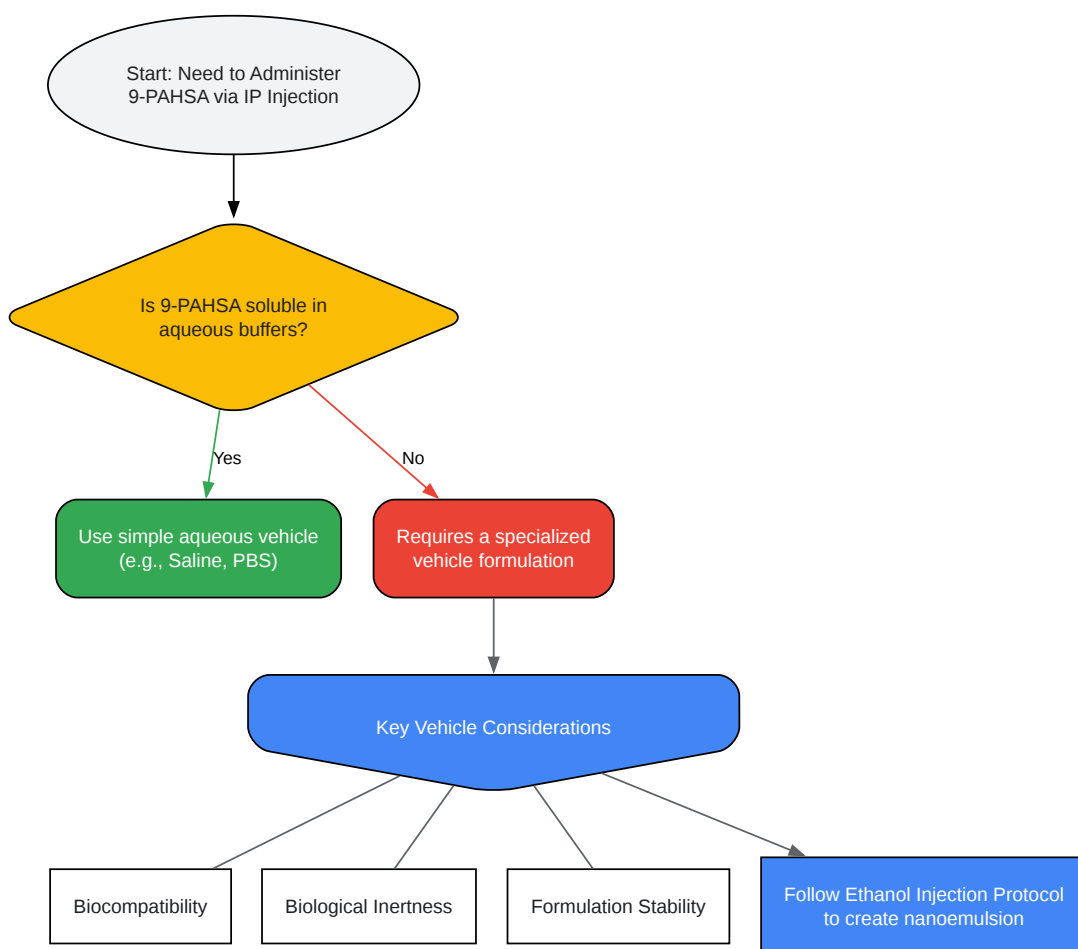 Start: Need to Administer
9-PAHSA via IP Injection
Is 9-PAHSA soluble in
aqueous buffers?
Yes
No
Use simple aqueous vehicle
(e.g., Saline, PBS)
Requires a specialized
vehicle formulation
Key Vehicle Considerations
Biocompatibility
Biological Inertness
Formulation Stability
Follow Ethanol Injection Protocol
to create nanoemulsion